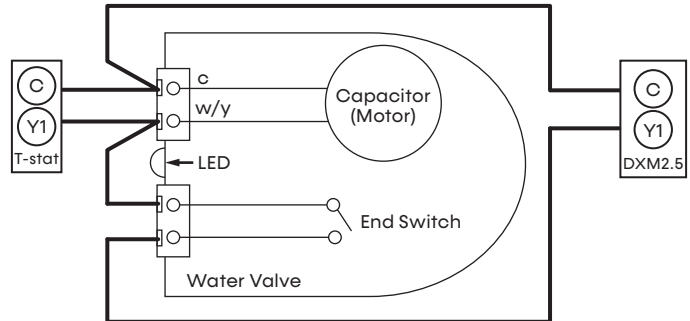 C
Y1
T-stat
c
w/y
LED
Capacitor
(Motor)
End Switch
Water Valve
C
Y1
DXM2.5